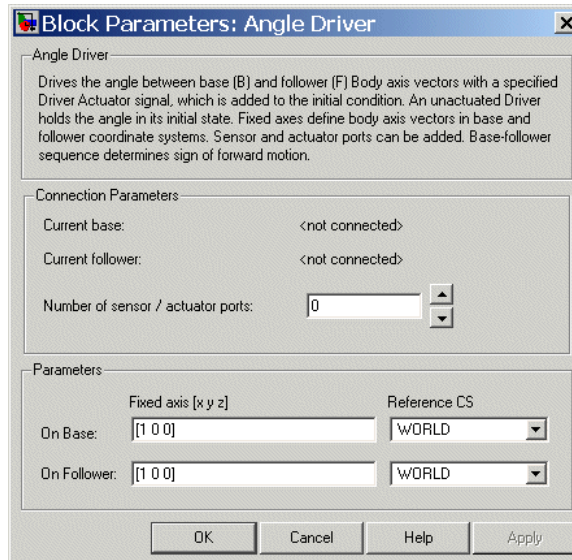 Block Parameters: Angle Driver
Angle Driver
Drives the angle between base (B) and follower (F) Body axis vectors with a specified
Driver Actuator signal, which is added to the initial condition. An unactuated Driver
holds the angle in its initial state. Fixed axes define body axis vectors in base and
follower coordinate systems. Sensor and actuator ports can be added. Base-follower
sequence determines sign of forward motion.
Connection Parameters
Current base: <not connected>
Current follower: <not connected>
Number of sensor / actuator ports: 0
Parameters
Fixed axis [x y z] Reference CS
On Base: [1 0 0] WORLD
On Follower: [1 0 0] WORLD
OK Cancel Help Apply